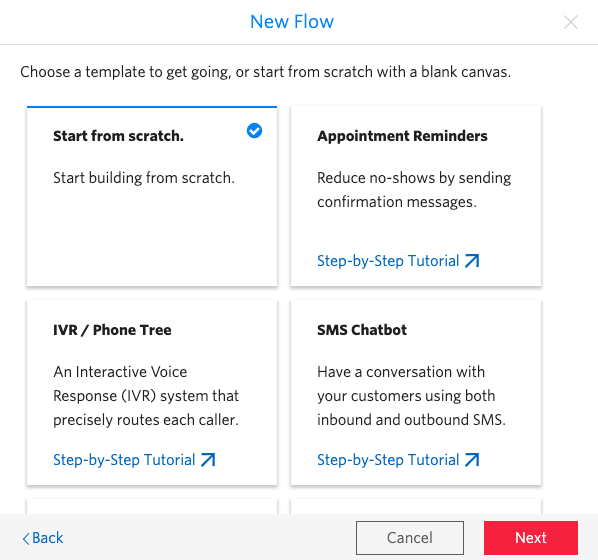 New Flow
Choose a template to get going, or start from scratch with a blank canvas.
Start from scratch.
Start building from scratch.
Appointment Reminders
Reduce no-shows by sending
confirmation messages.
Step-by-Step Tutorial
IVR / Phone Tree
An Interactive Voice
Response (IVR) system that
precisely routes each caller.
Step-by-Step Tutorial
SMS Chatbot
Have a conversation with
your customers using both
inbound and outbound SMS.
Step-by-Step Tutorial
Back
Cancel
Next